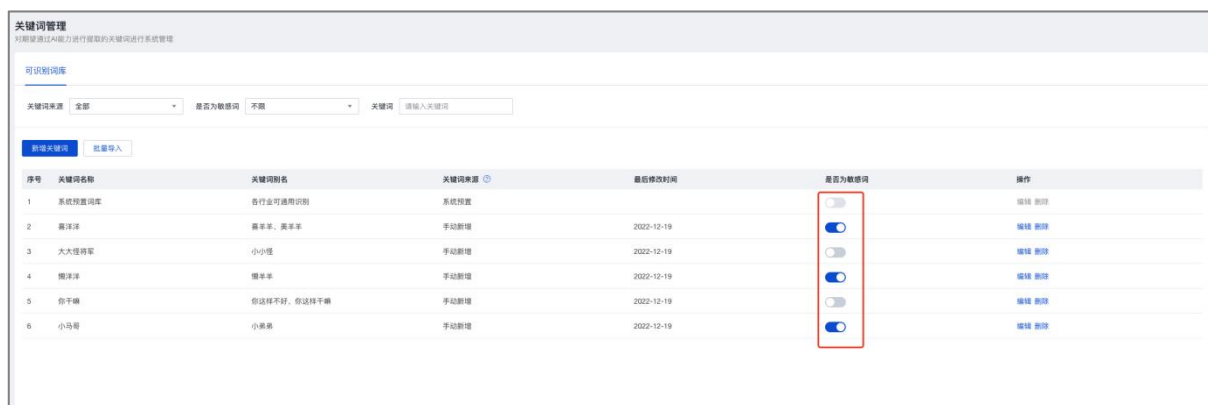 关键词管理
对期望通过AI能力进行提取的关键词进行系统管理
可识别词库
关键词来源 全部 是否为敏感词 不限 关键词 请输入关键词
新增关键词 批量导入
序号 关键词名称 关键词别名 关键词来源 ? 最后修改时间 是否为敏感词 操作
1 系统预置词库 各行业可通用识别 系统预置 编辑 删除
2 喜洋洋 喜羊羊、美羊羊 手动新增 2022-12-19 编辑 删除
3 大大怪将军 小小怪 手动新增 2022-12-19 编辑 删除
4 懒洋洋 懒羊羊 手动新增 2022-12-19 编辑 删除
5 你干嘛 你这样不好，你这样干嘛 手动新增 2022-12-19 编辑 删除
6 小马哥 小弟弟 手动新增 2022-12-19 编辑 删除